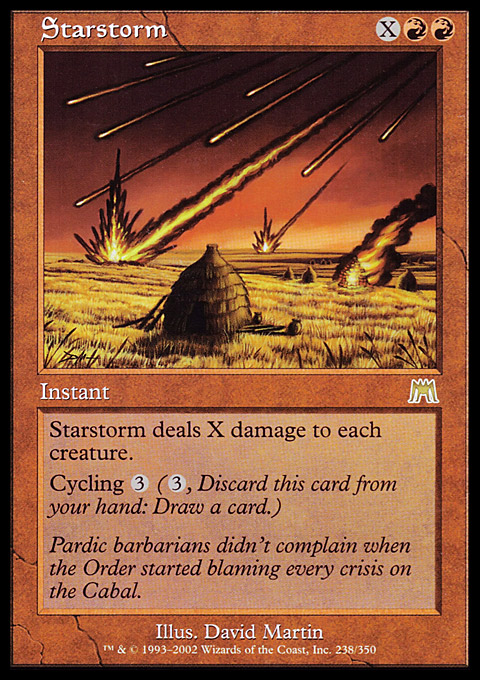 Starstorm X
Instant
Starstorm deals X damage to each
creature.
Cycling 3 (3, Discard this card from
your hand: Draw a card.)
Pardic barbarians didn't complain when
the Order started blaming every crisis on
the Cabal.
Illus. David Martin
™ & © 1993–2002 Wizards of the Coast, Inc. 238/350